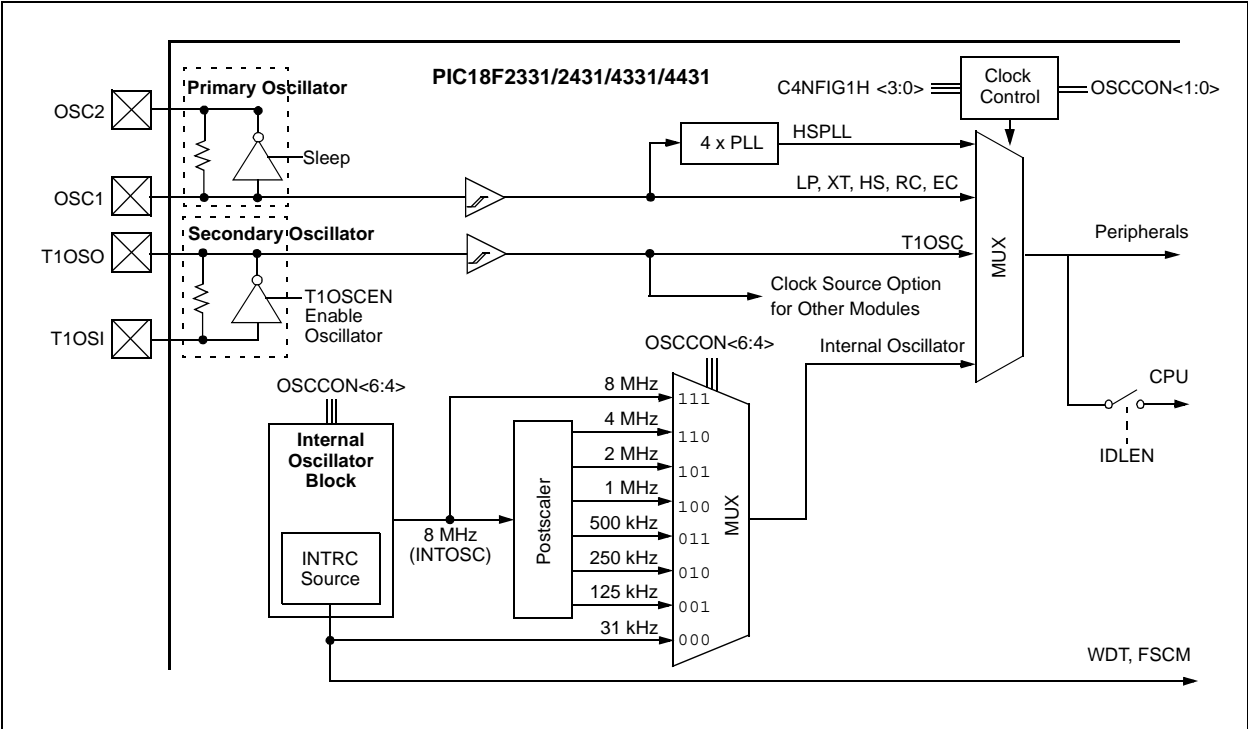 PIC18F2331/2431/4331/4431
Primary Oscillator
OSC2
Sleep
OSC1
Secondary Oscillator
T1OSO
T1OSCEN
Enable
Oscillator
T1OSI
C4NFIG1H <3:0>
Clock
Control
OSCCON<1:0>
4 x PLL
HSPLL
LP, XT, HS, RC, EC
T1OSC
Clock Source Option
for Other Modules
MUX
Peripherals
Internal Oscillator
CPU
IDLEN
OSCCON<6:4>
Internal
Oscillator
Block
INTRC
Source
8 MHz
(INTOSC)
Postscaler
OSCCON<6:4>
8 MHz
111
4 MHz
110
2 MHz
101
1 MHz
100
500 kHz
011
250 kHz
010
125 kHz
001
31 kHz
000
MUX
WDT, FSCM